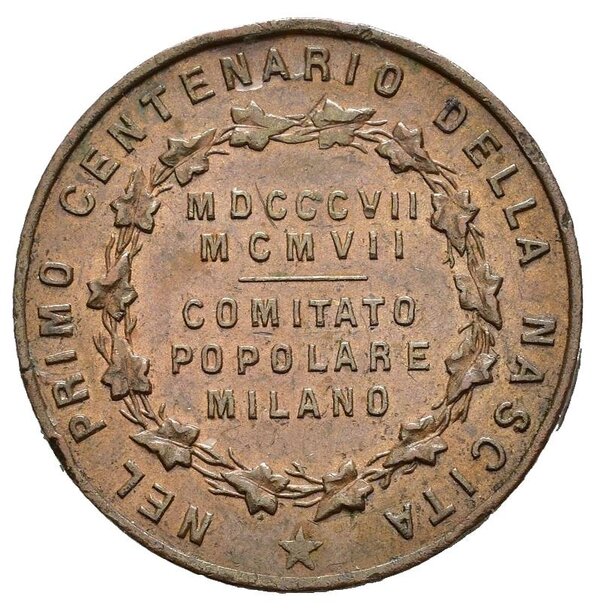 NEL PRIMO CENTENARIO DELLA NASCITA
MDCCCVII
MCMVII
COMITATO
POPOLARE
MILANO